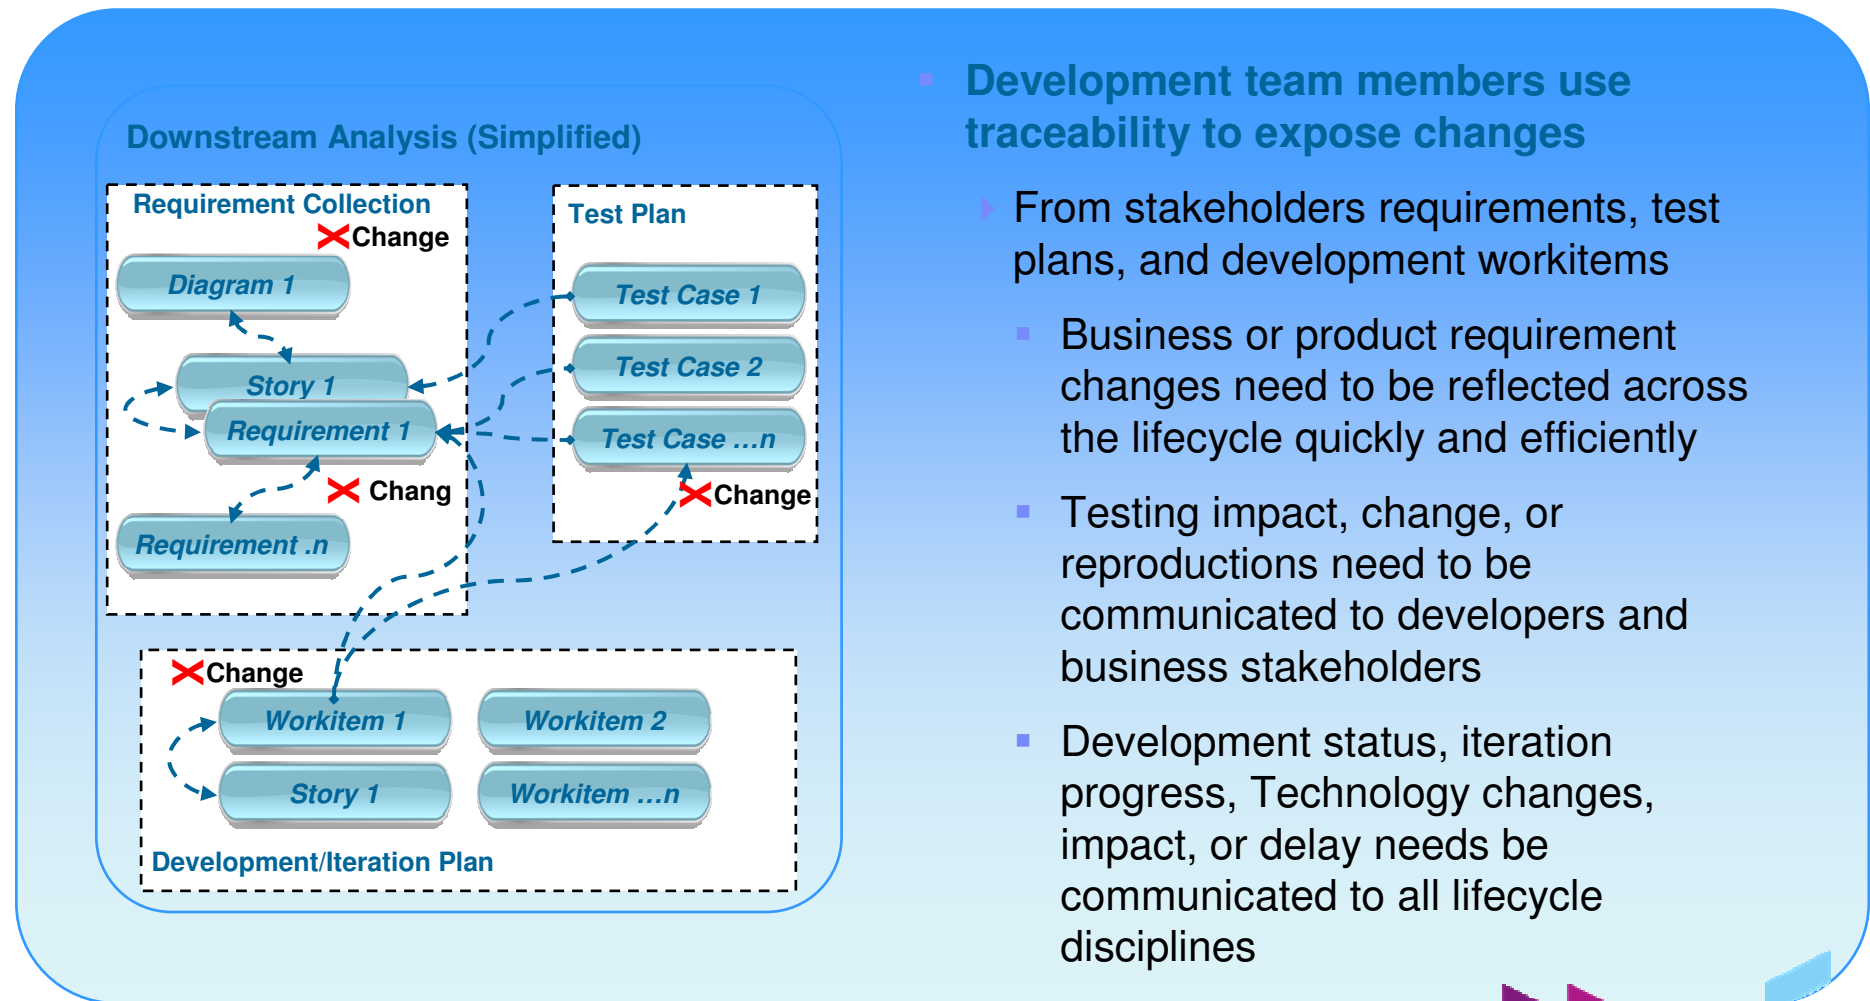 Downstream Analysis (Simplified)
Requirement Collection
Change
Diagram 1
Story 1
Requirement 1
Chang
Requirement .n
Test Plan
Test Case 1
Test Case 2
Test Case …n
Change
Change
Workitem 1
Workitem 2
Story 1
Workitem …n
Development/Iteration Plan
Development team members use
traceability to expose changes
From stakeholders requirements, test
plans, and development workitems
Business or product requirement
changes need to be reflected across
the lifecycle quickly and efficiently
Testing impact, change, or
reproductions need to be
communicated to developers and
business stakeholders
Development status, iteration
progress, Technology changes,
impact, or delay needs be
communicated to all lifecycle
disciplines